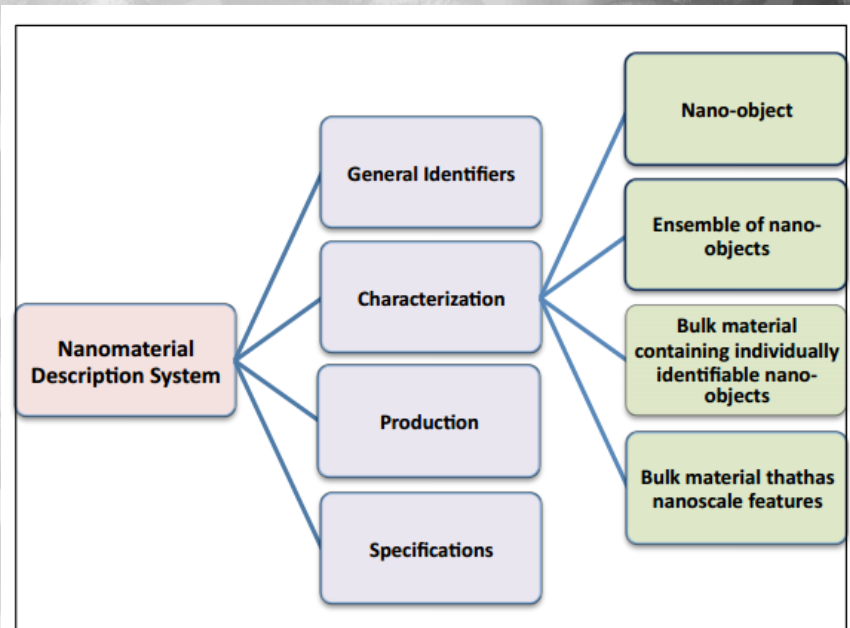 Nanomaterial
Description System
General Identifiers
Characterization
Production
Specifications
Nano-object
Ensemble of nano-
objects
Bulk material
containing individually
identifiable nano-
objects
Bulk material thathas
nanoscale features